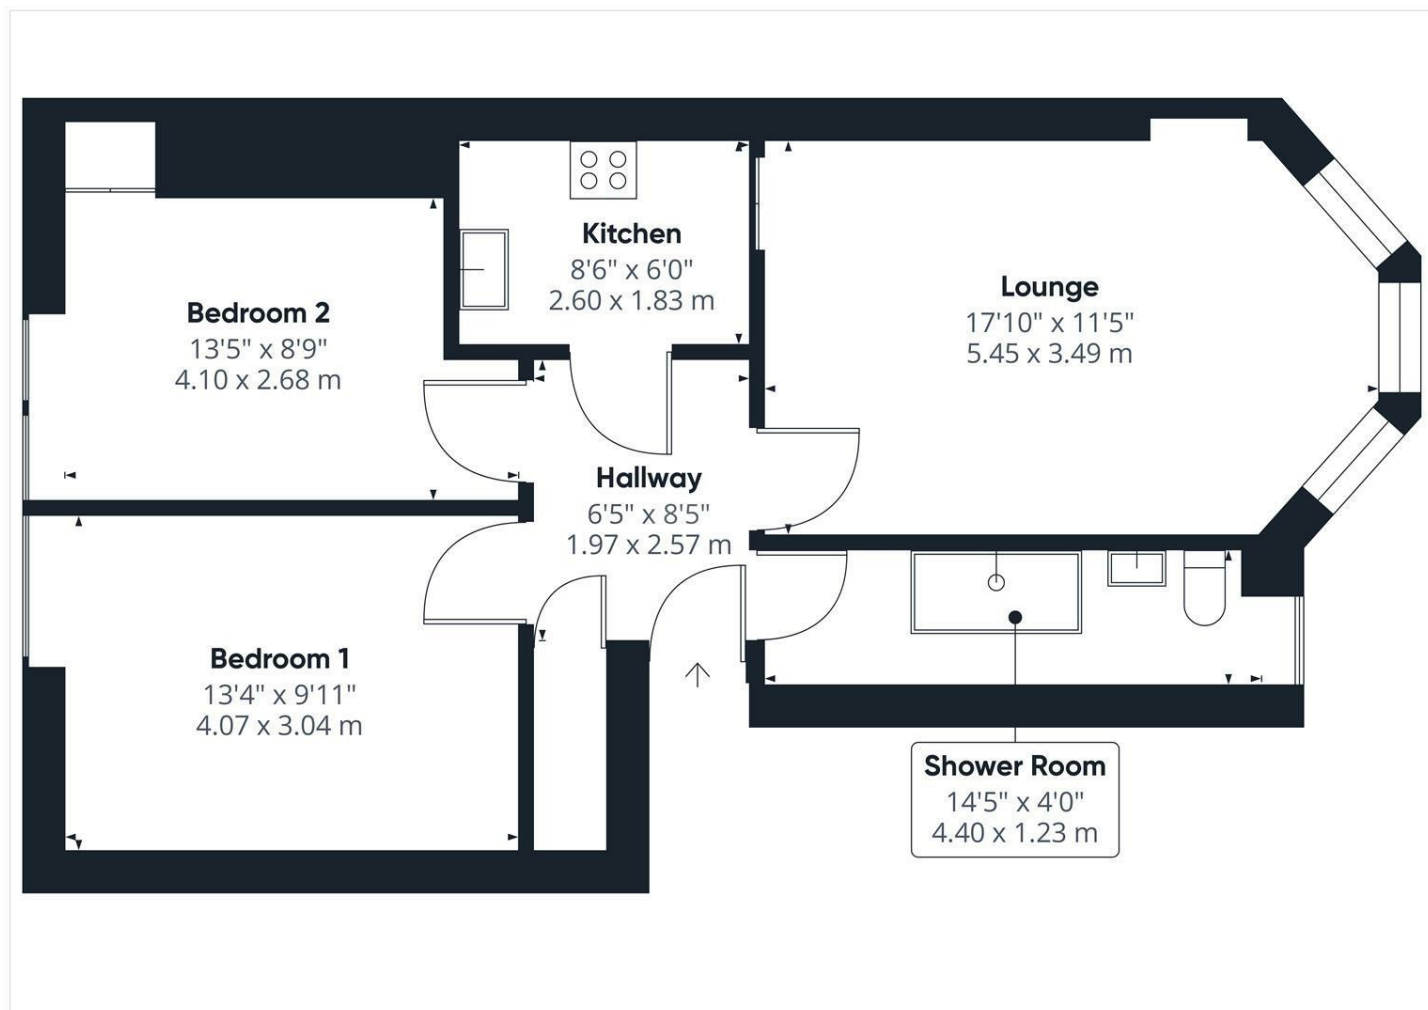 Kitchen
8'6" x 6'0"
2.60 x 1.83 m
Lounge
17'10" x 11'5"
5.45 x 3.49 m
Bedroom 2
13'5" x 8'9"
4.10 x 2.68 m
Hallway
6'5" x 8'5"
1.97 x 2.57 m
Bedroom 1
13'4" x 9'11"
4.07 x 3.04 m
Shower Room
14'5" x 4'0"
4.40 x 1.23 m